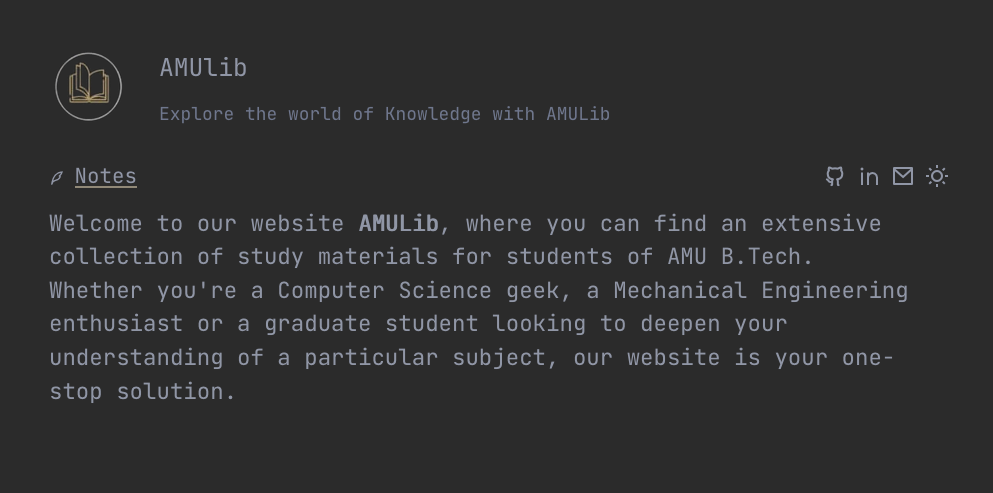 AMUlib
Explore the world of Knowledge with AMULib
Notes
Welcome to our website AMULib, where you can find an extensive
collection of study materials for students of AMU B.Tech.
Whether you're a Computer Science geek, a Mechanical Engineering
enthusiast or a graduate student looking to deepen your
understanding of a particular subject, our website is your one-
stop solution.